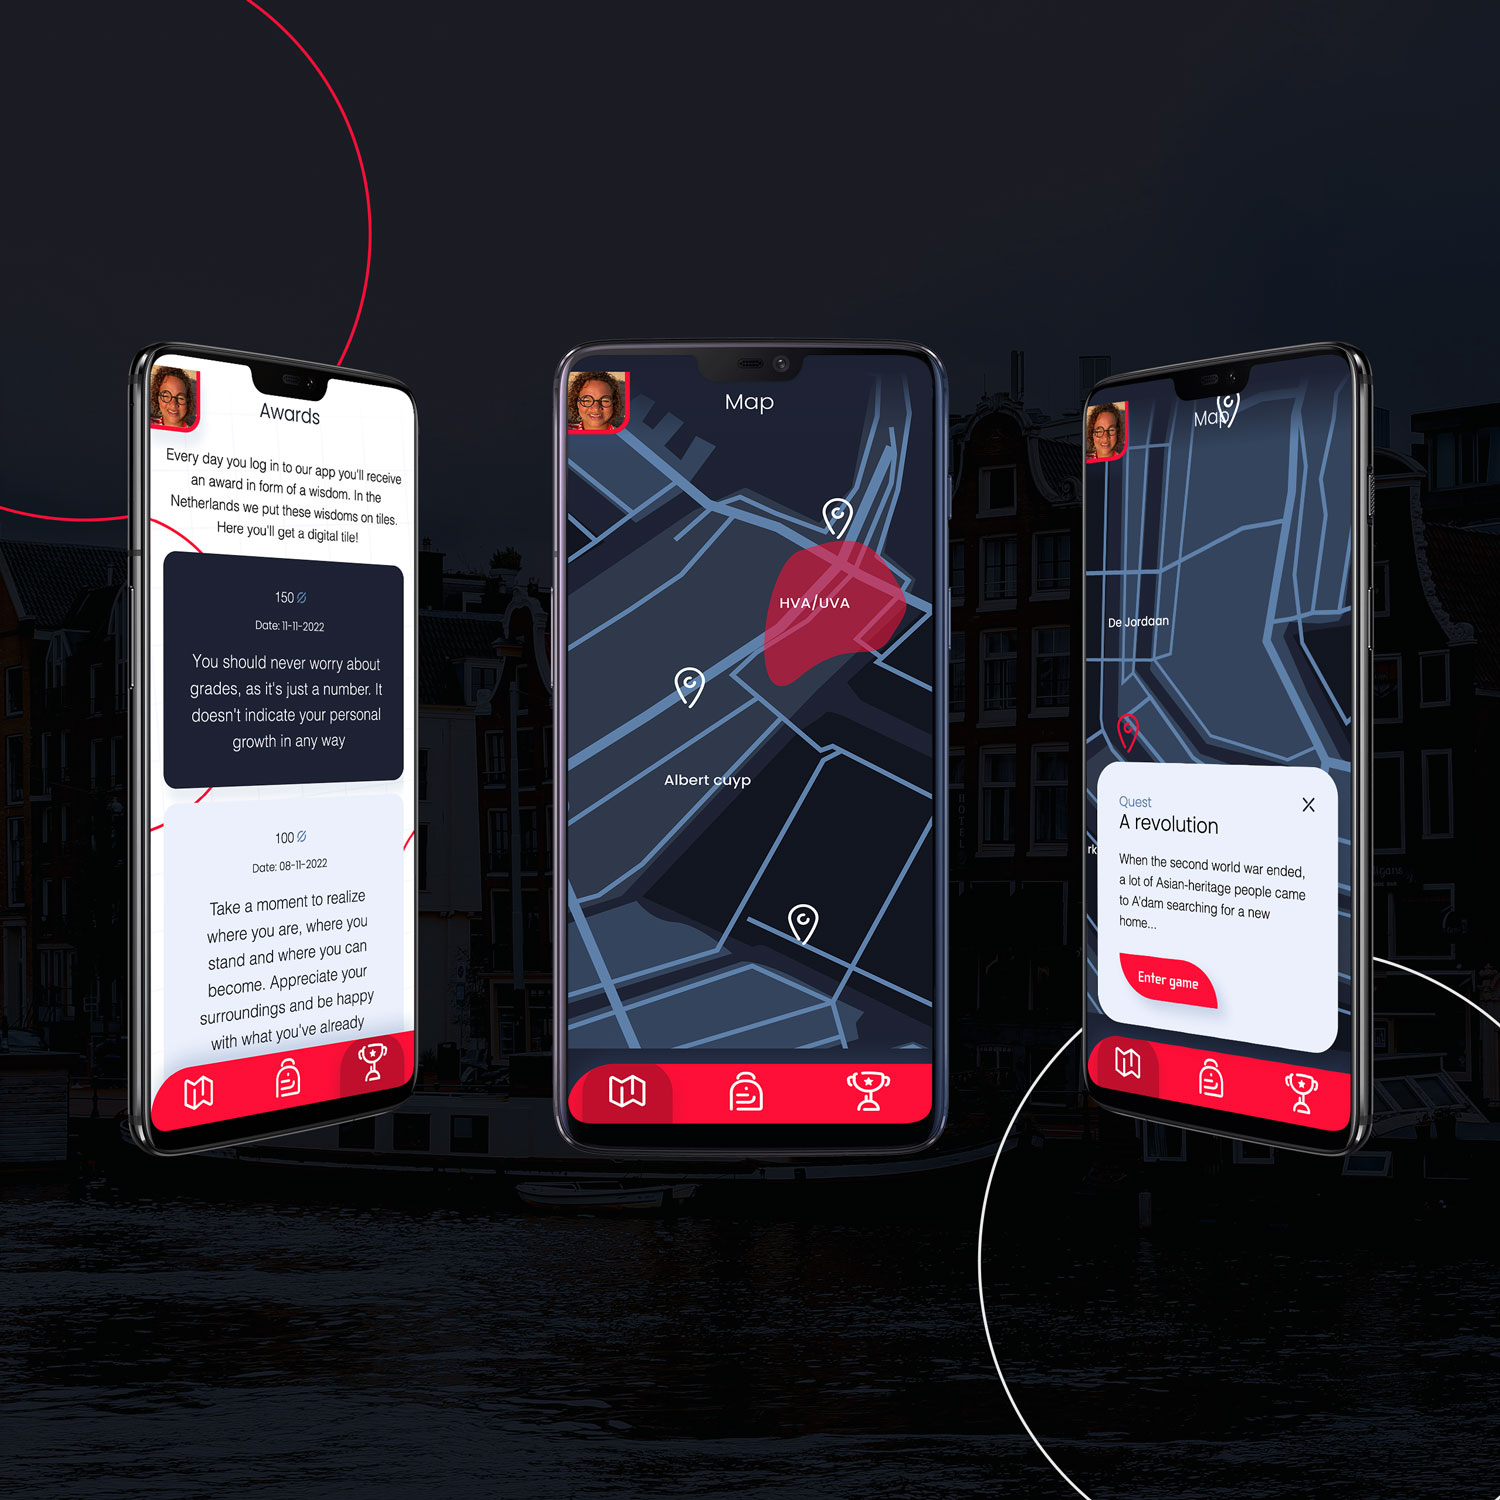 Awards
Every day you log in to our app you'll receive
an award in form of a wisdom. In the
Netherlands we put these wisdoms on tiles.
Here you'll get a digital tile!
150
Date: 11-11-2022
You should never worry about
grades, as it's just a number. It
doesn't indicate your personal
growth in any way
100
Date: 08-11-2022
Take a moment to realize
where you are, where you
stand and where you can
become. Appreciate your
surroundings and be happy
with what you've already
Map
HVA/UVA
Albert cuyp
Map
De Jordaan
rk
Quest
X
A revolution
When the second world war ended,
a lot of Asian-heritage people came
to A'dam searching for a new
home...
Enter game
HOTEL